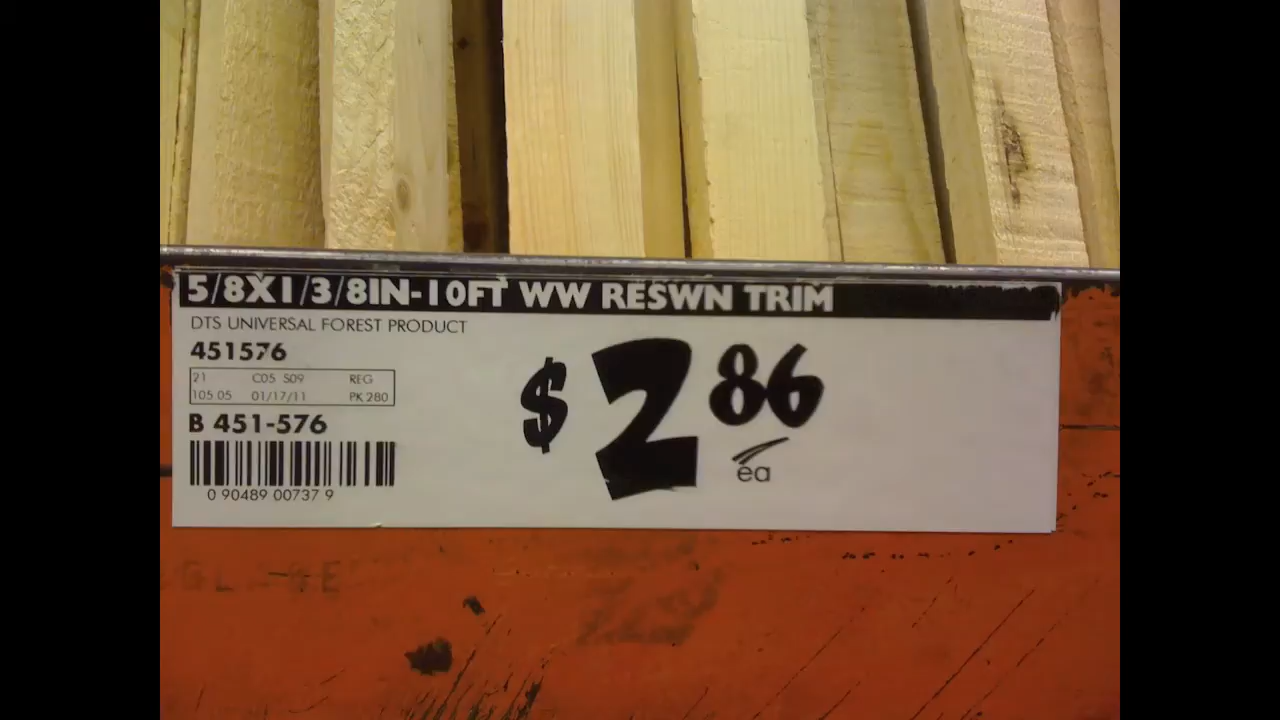 5/8X1/3/8IN-10FT WW RESWN TRIM
DTS UNIVERSAL FOREST PRODUCT
451576
21 C05 S09 REG
105 05 01/17/11 PK 280
B 451-576
0 90489 00737 9
$2 86
ea